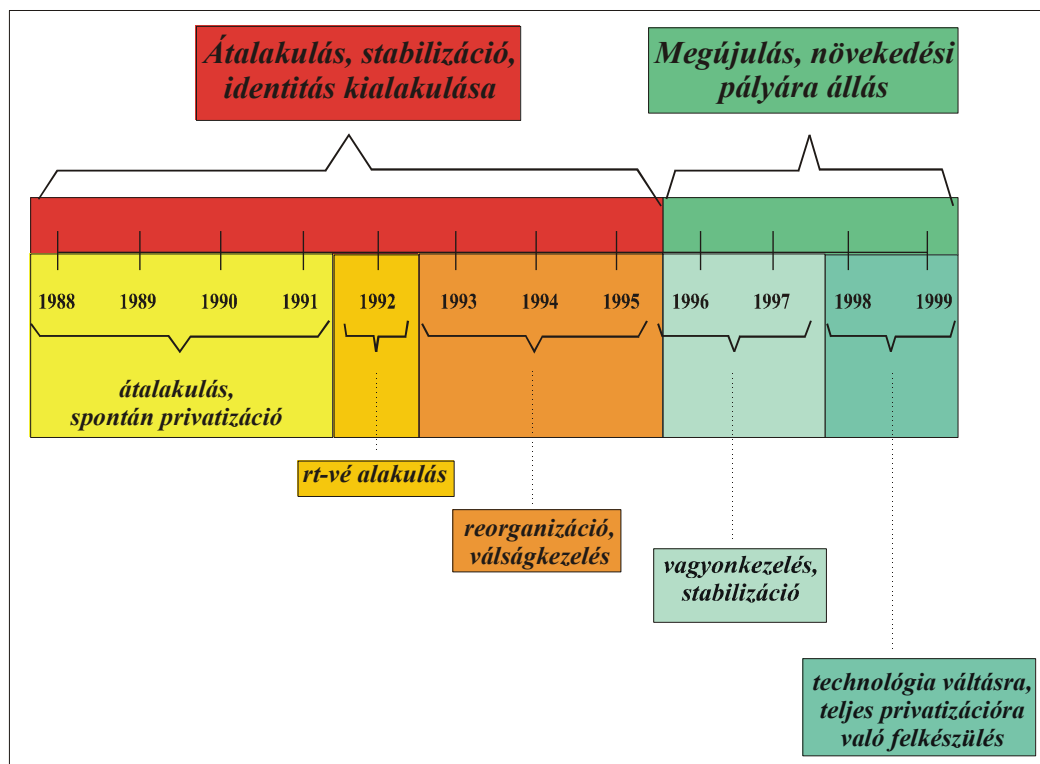 Átalakulás, stabilizáció,
identitás kialakulása
Megújulás, növekedési
pályára állás
1988 1989 1990 1991 1992 1993 1994 1995 1996 1997 1998 1999
átalakulás,
spontán privatizáció
rt-vé alakulás
reorganizáció,
válságkezelés
vagyonkezelés,
stabilizáció
technológia váltásra,
teljes privatizációra
való felkészülés